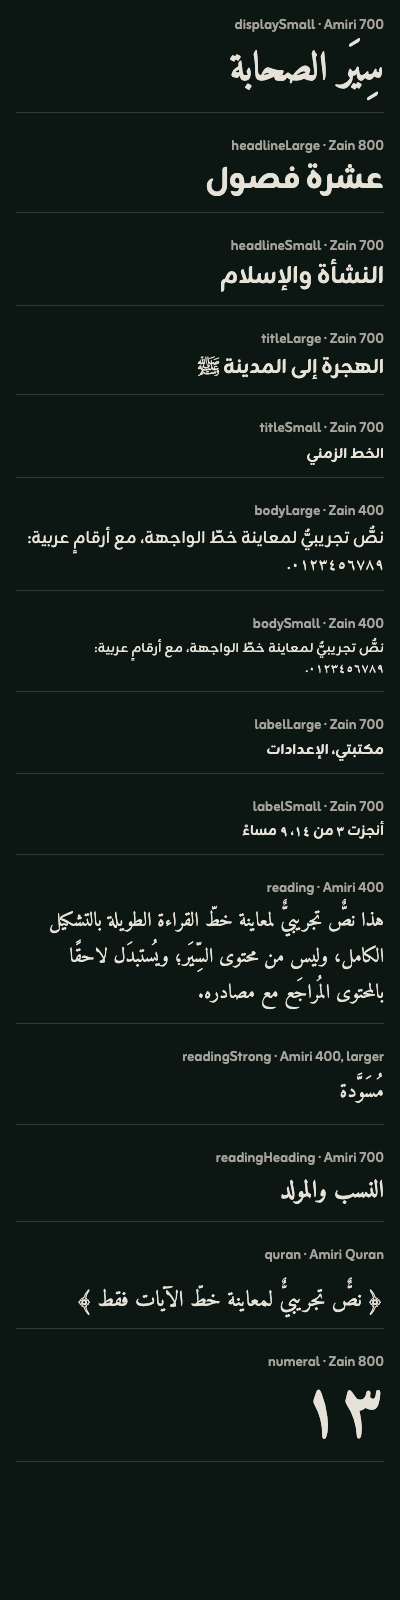 displaySmall · Amiri 700
سِيَر الصحابة
headlineLarge · Zain 800
عشرة فصول
headlineSmall · Zain 700
النشأة والإسلام
titleLarge · Zain 700
الهجرة إلى المدينة ﷺ
titleSmall · Zain 700
الخط الزمني
bodyLarge · Zain 400
نصٌّ تجريبيٌّ لمعاينة خطّ الواجهة، مع أرقامٍ عربية:
٠١٢٣٤٥٦٧٨٩.
bodySmall · Zain 400
نصٌّ تجريبيٌّ لمعاينة خطّ الواجهة، مع أرقامٍ عربية:
٠١٢٣٤٥٦٧٨٩.
labelLarge · Zain 700
مكتبتي، الإعدادات
labelSmall · Zain 700
أنجزت ٣ من ١٤، ٩ مساءً
reading · Amiri 400
هذا نصٌّ تجريبيٌّ لمعاينة خطّ القراءة الطويلة بالتشكيل
الكامل، وليس من محتوى السِّيَر؛ ويُستبدَل لاحقًا
بالمحتوى المُراجَع مع مصادره.
readingStrong · Amiri 400, larger
مُسَوَّدة
readingHeading · Amiri 700
النسب والمولد
quran · Amiri Quran
﴿ نصٌّ تجريبيٌّ لمعاينة خطّ الآيات فقط ﴾
numeral · Zain 800
١٣